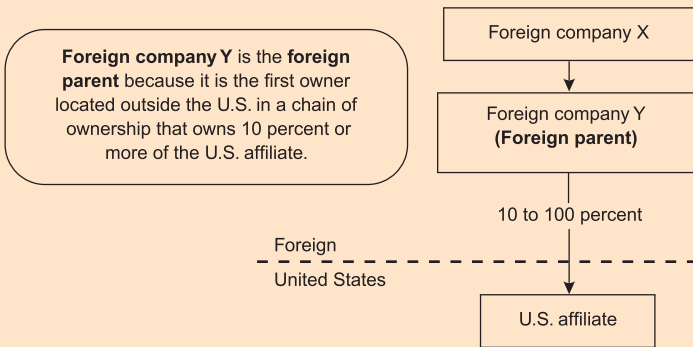 Foreign company Y is the foreign
parent because it is the first owner
located outside the U.S. in a chain of
ownership that owns 10 percent or
more of the U.S. affiliate.
Foreign company X
Foreign company Y
(Foreign parent)
10 to 100 percent
Foreign
United States
U.S. affiliate